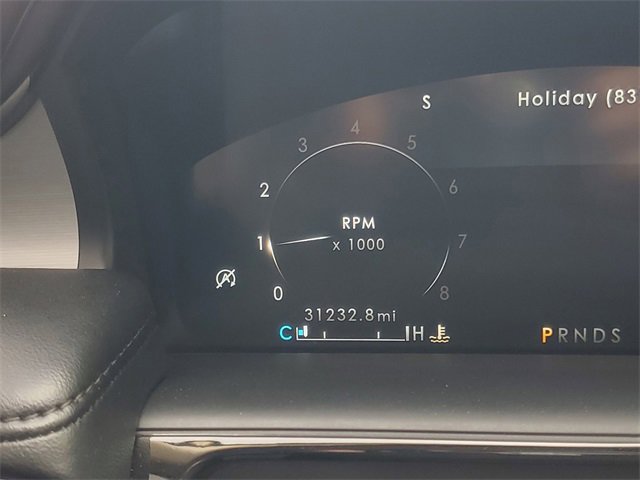 S Holiday (83
4
3 5
2 6
RPM
1 x 1000 7
0 8
31232.8mi
C H
PRNDS